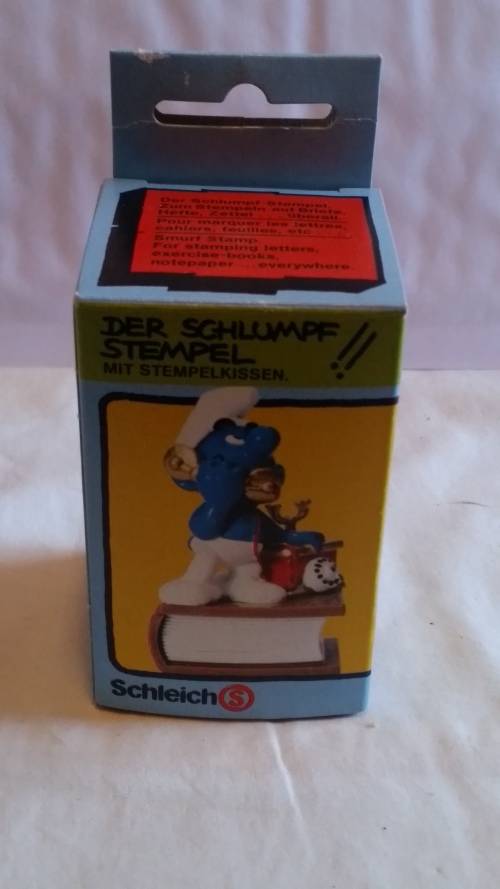 Der Schlumpf Stempel.
Zum Stempeln auf Briefe,
Hefte, Zettel ... überall.
Pour marquer les lettres,
cahiers, feuilles, etc ...
Smurf Stamp.
For stamping letters,
exercise-books,
notepaper ... everywhere.
DER SCHLUMPF
STEMPEL !!
MIT STEMPELKISSEN.
Schleich S